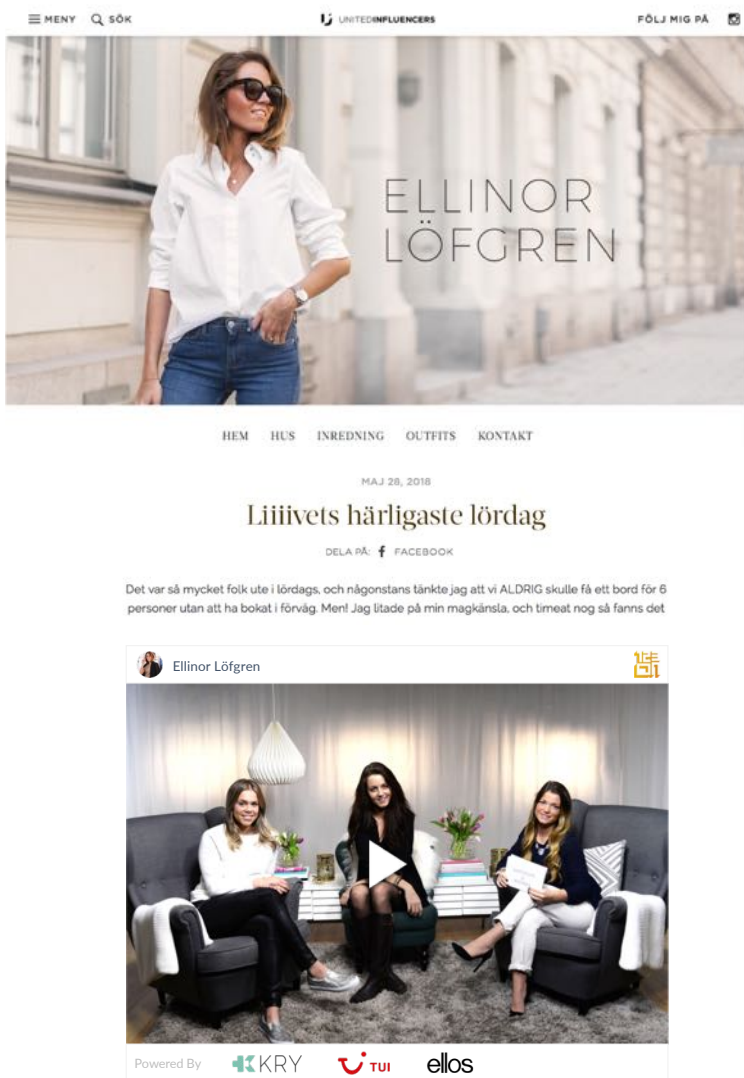 MENY SÖK UNITEDINFLUENCERS FÖLJ MIG PÅ
ELLINOR
LÖFGREN
HEM HUS INREDNING OUTFITS KONTAKT
MAJ 28, 2018
Liiiivets härligaste lördag
DELA PÅ: FACEBOOK
Det var så mycket folk ute i lördags, och någonstans tänkte jag att vi ALDRIG skulle få ett bord för 6
personer utan att ha bokat i förväg. Men! Jag litade på min magkänsla, och timeat nog så fanns det
Ellinor Löfgren
Powered By KRY TUI ellos